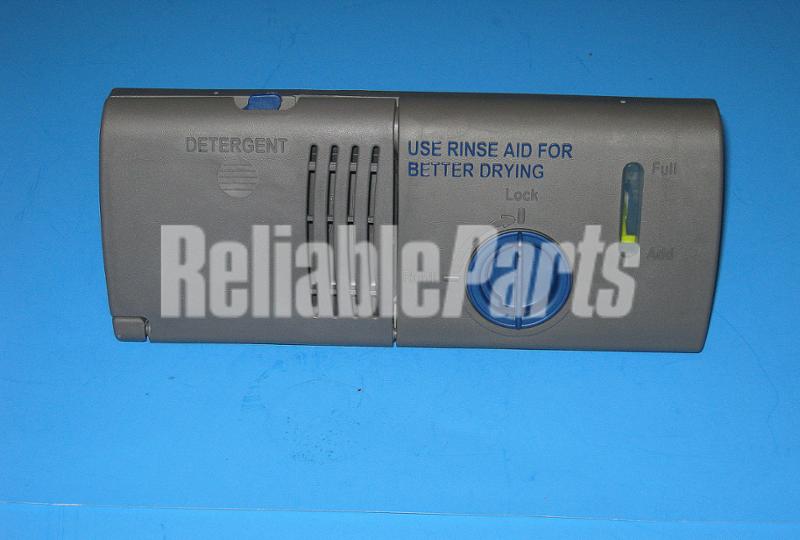 DETERGENT
USE RINSE AID FOR
BETTER DRYING
Lock
Full
Add
ReliableParts